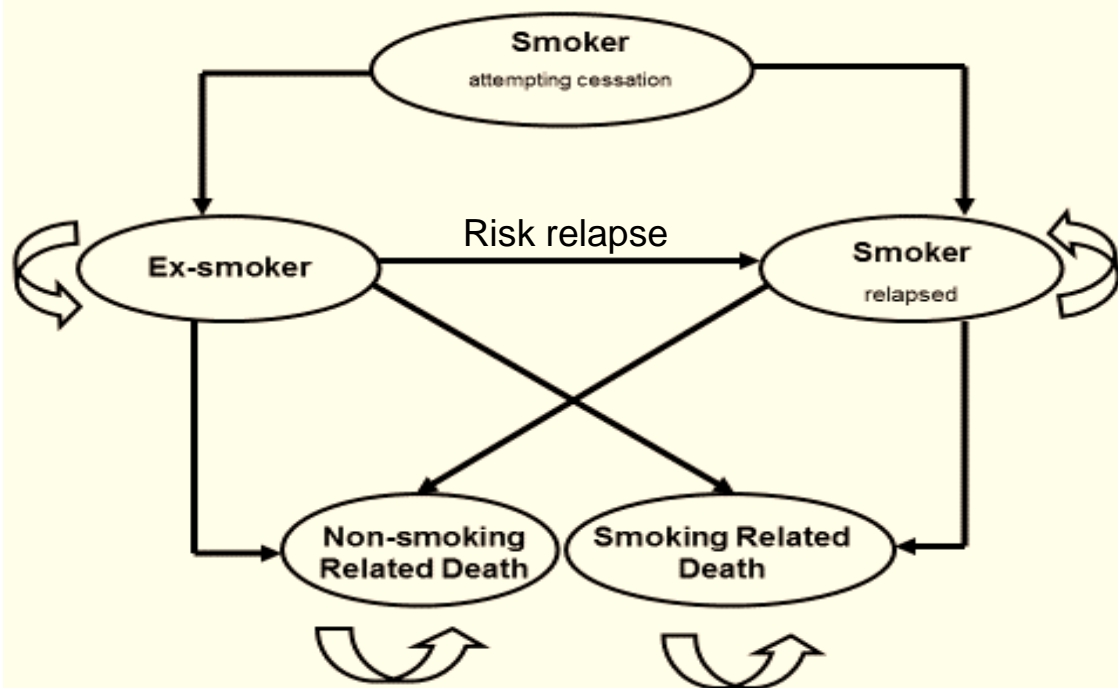 Smoker
attempting cessation
Risk relapse
Ex-smoker
Smoker
relapsed
Non-smoking
Related Death
Smoking Related
Death